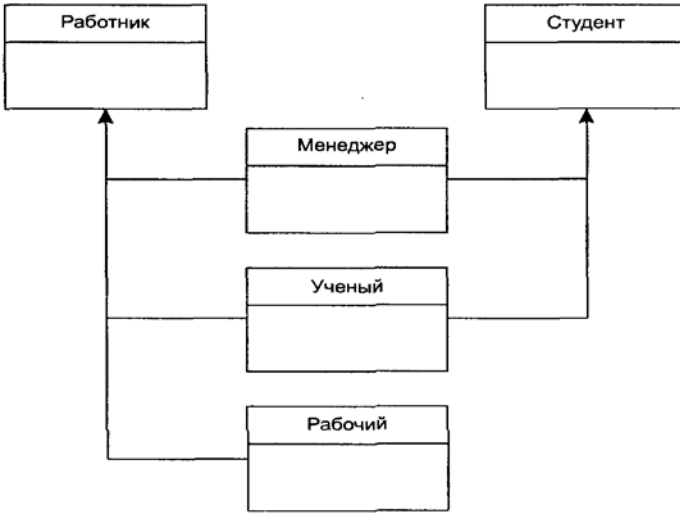 Работник
Студент
Менеджер
Ученый
Рабочий